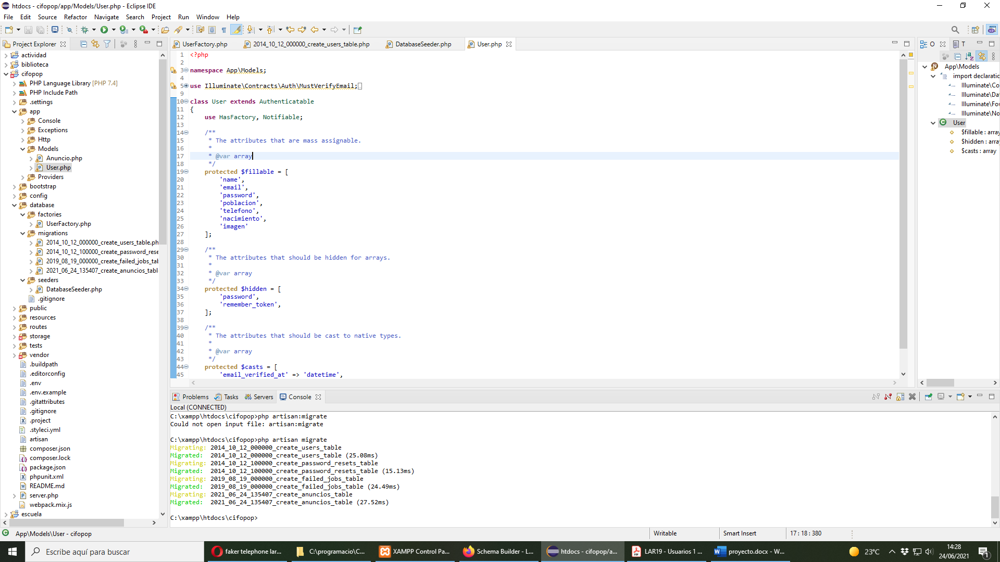 htdocs - cifopop/app/Models/User.php - Eclipse IDE
File Edit Source Refactor Navigate Search Project Run Window Help
Project Explorer
actividad
biblioteca
cifopop
PHP Language Library [PHP 7.4]
PHP Include Path
.settings
app
Console
Exceptions
Http
Models
Anuncio.php
User.php
Providers
bootstrap
config
database
factories
UserFactory.php
migrations
2014_10_12_000000_create_users_table.ph
2014_10_12_100000_create_password_rese
2019_08_19_000000_create_failed_jobs_tab
2021_06_24_135407_create_anuncios_tabl
seeders
DatabaseSeeder.php
.gitignore
public
resources
routes
storage
tests
vendor
.buildpath
.editorconfig
.env
.env.example
.gitattributes
.gitignore
.project
.styleci.yml
artisan
composer.json
composer.lock
package.json
phpunit.xml
README.md
server.php
webpack.mix.js
escuela
UserFactory.php 2014_10_12_000000_create_users_table.php DatabaseSeeder.php User.php
1 <?php
2
3 namespace App\Models;
4
5 use Illuminate\Contracts\Auth\MustVerifyEmail;
9
10 class User extends Authenticatable
11 {
12 use HasFactory, Notifiable;
13
14 /**
15 * The attributes that are mass assignable.
16 *
17 * @var array
18 */
19 protected $fillable = [
20 'name',
21 'email',
22 'password',
23 'poblacion',
24 'telefono',
25 'nacimiento',
26 'imagen'
27 ];
28
29 /**
30 * The attributes that should be hidden for arrays.
31 *
32 * @var array
33 */
34 protected $hidden = [
35 'password',
36 'remember_token',
37 ];
38
39 /**
40 * The attributes that should be cast to native types.
41 *
42 * @var array
43 */
44 protected $casts = [
45 'email_verified_at' => 'datetime',
O T
App\Models
import declaratio
Illuminate\Co
Illuminate\Da
Illuminate\Fou
Illuminate\No
User
$fillable : array
$hidden : array
$casts : array
Problems Tasks Servers Console
Local (CONNECTED)
C:\xampp\htdocs\cifopop>php artisan:migrate
Could not open input file: artisan:migrate
C:\xampp\htdocs\cifopop>php artisan migrate
Migrating: 2014_10_12_000000_create_users_table
Migrated: 2014_10_12_000000_create_users_table (25.08ms)
Migrating: 2014_10_12_100000_create_password_resets_table
Migrated: 2014_10_12_100000_create_password_resets_table (15.13ms)
Migrating: 2019_08_19_000000_create_failed_jobs_table
Migrated: 2019_08_19_000000_create_failed_jobs_table (24.49ms)
Migrating: 2021_06_24_135407_create_anuncios_table
Migrated: 2021_06_24_135407_create_anuncios_table (27.52ms)
C:\xampp\htdocs\cifopop>
App\Models\User - cifopop Writable Smart Insert 17 : 18 : 380
Escribe aquí para buscar
faker telephone lar... C:\programacio\C... XAMPP Control Pa... Schema Builder - L... htdocs - cifopop/a... LAR19 - Usuarios 1 ... proyecto.docx - W...
23°C
14:28
24/06/2021
1